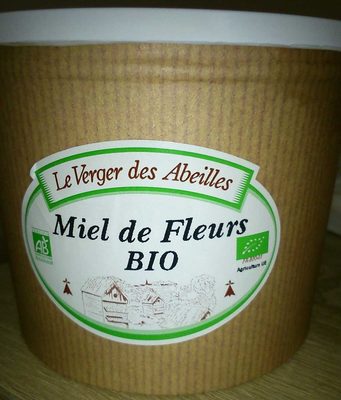 Le Verger des Abeilles
Miel de Fleurs
BIO
AB
Agriculture UE